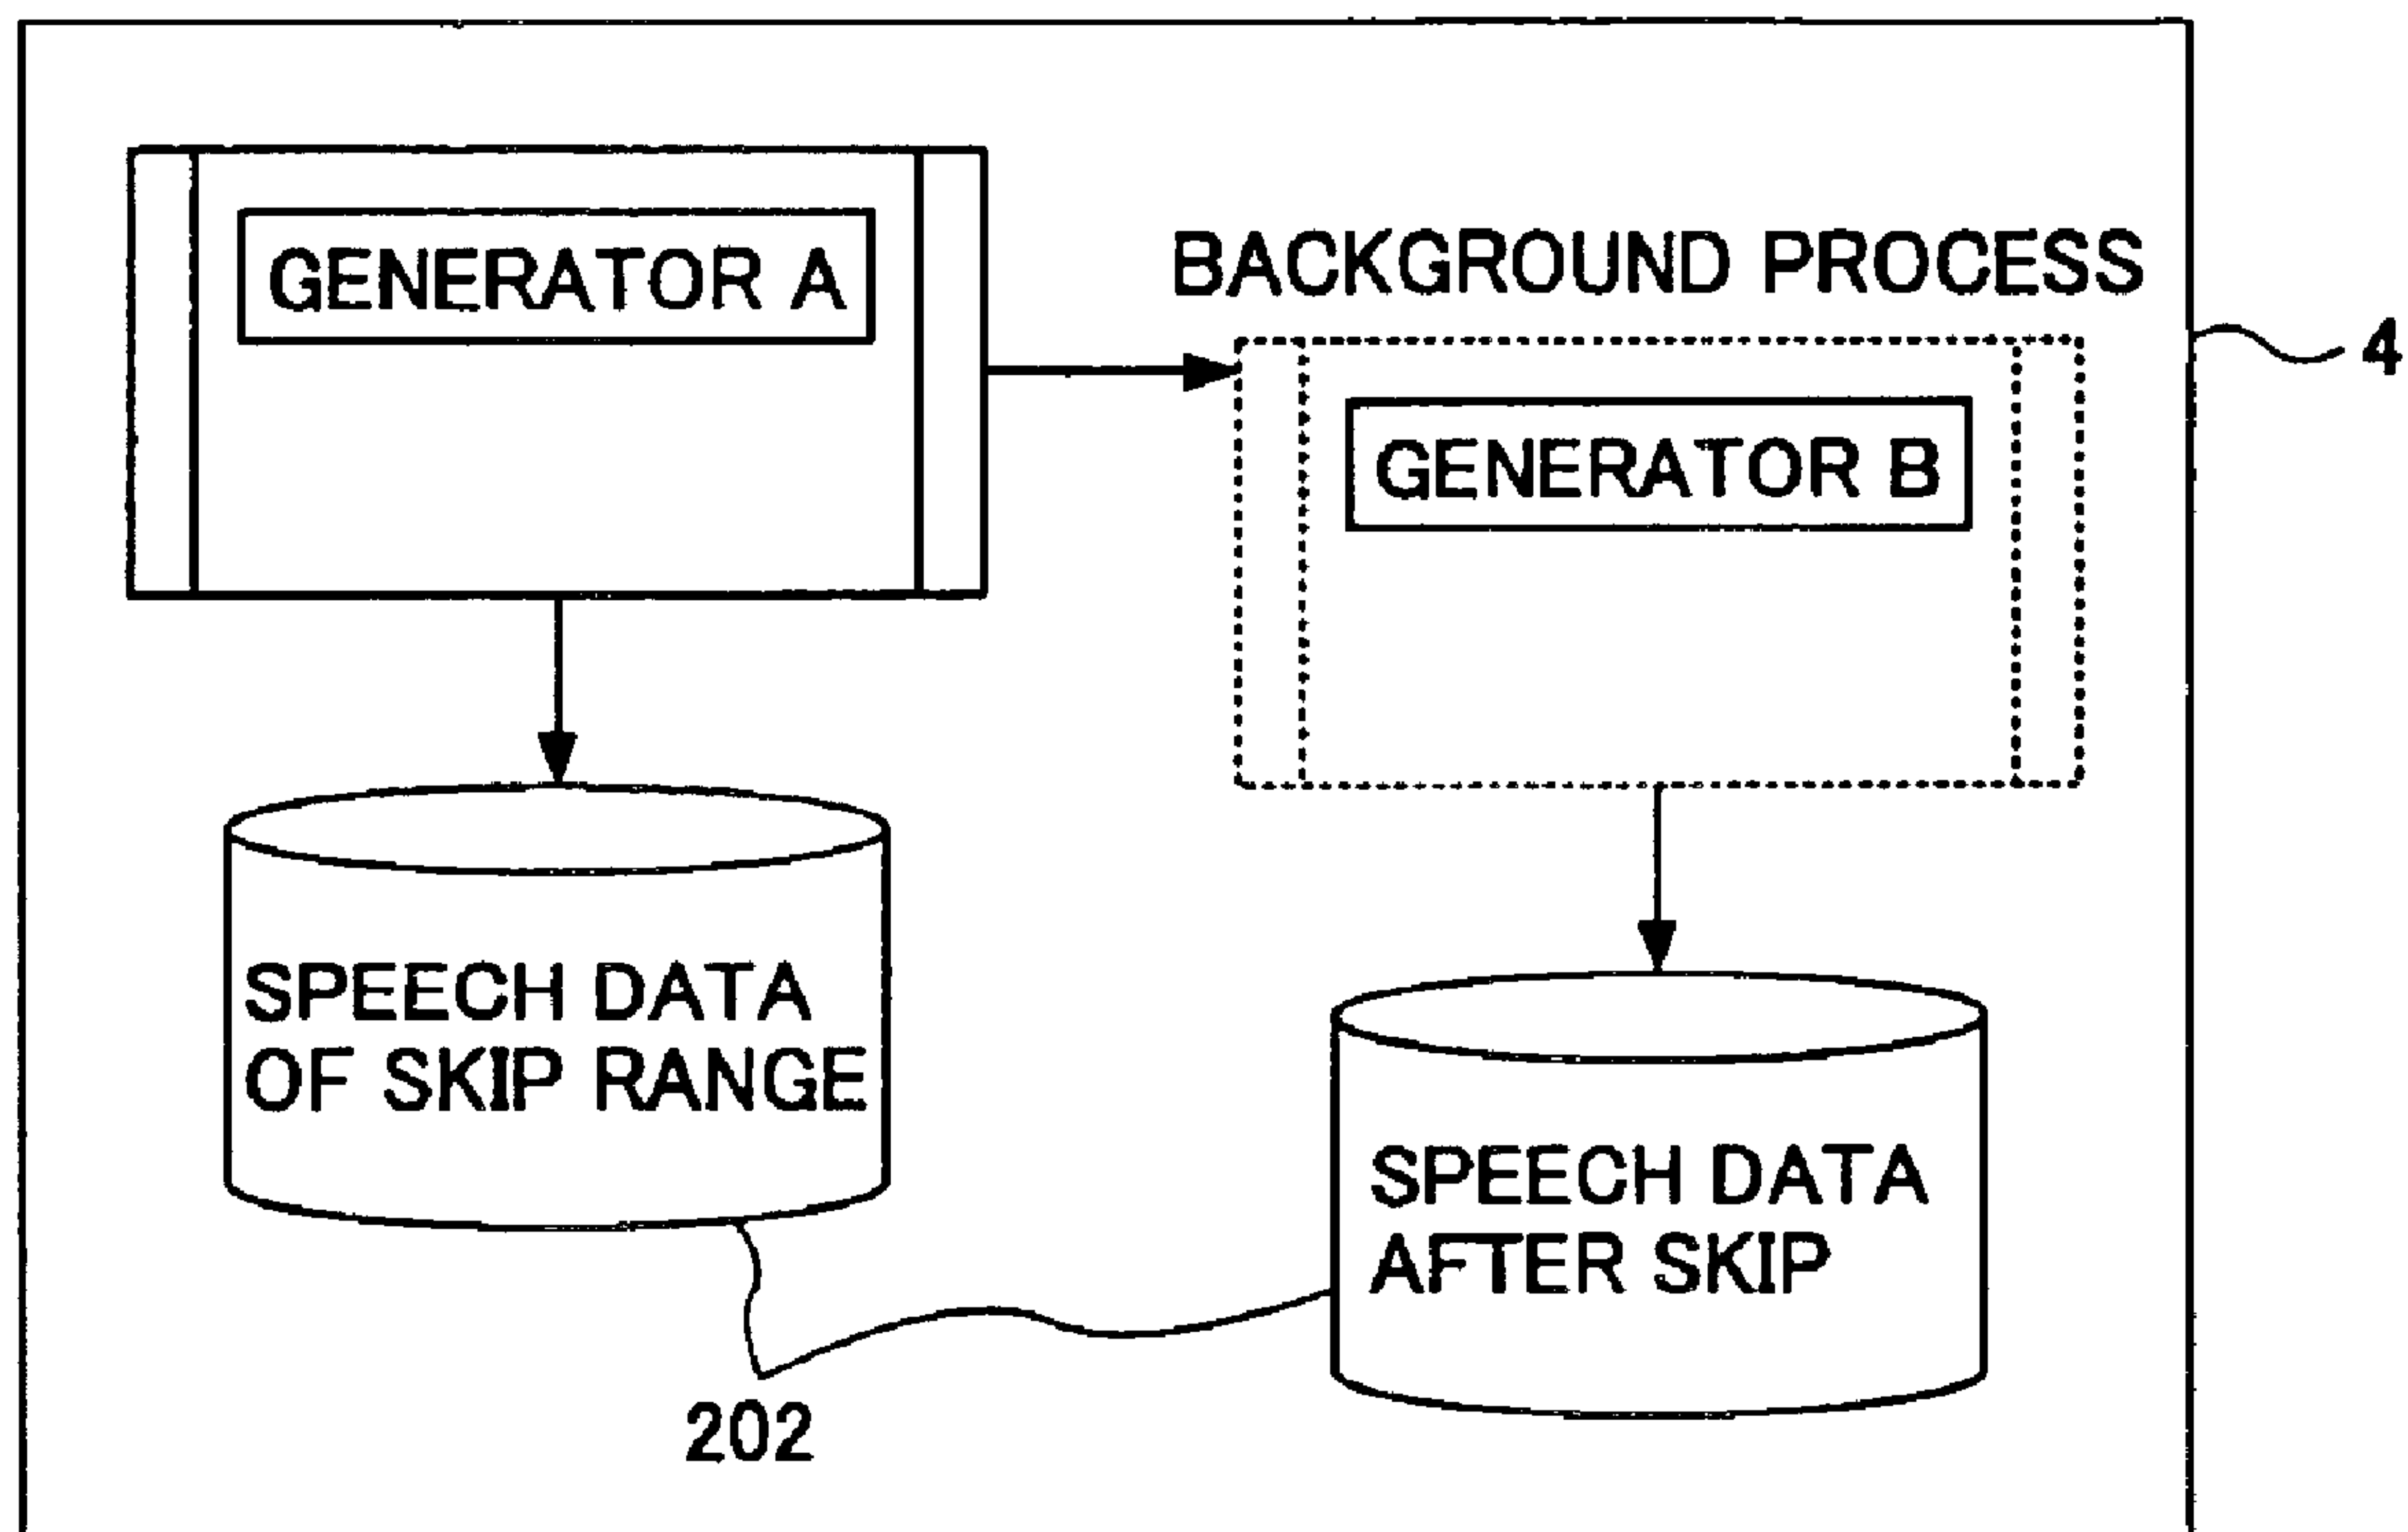 GENERATOR A
BACKGROUND PROCESS
4
GENERATOR B
SPEECH DATA
OF SKIP RANGE
SPEECH DATA
AFTER SKIP
202